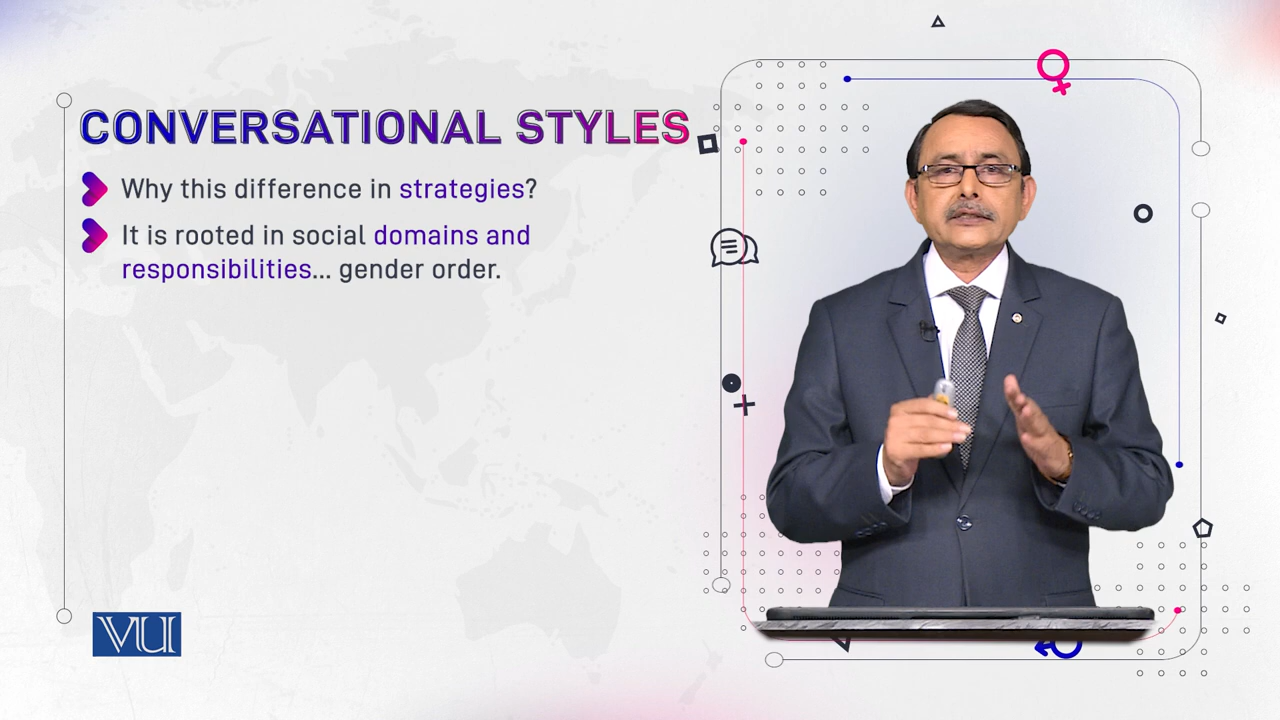 CONVERSATIONAL STYLES
Why this difference in strategies?
It is rooted in social domains and
responsibilities... gender order.
VU